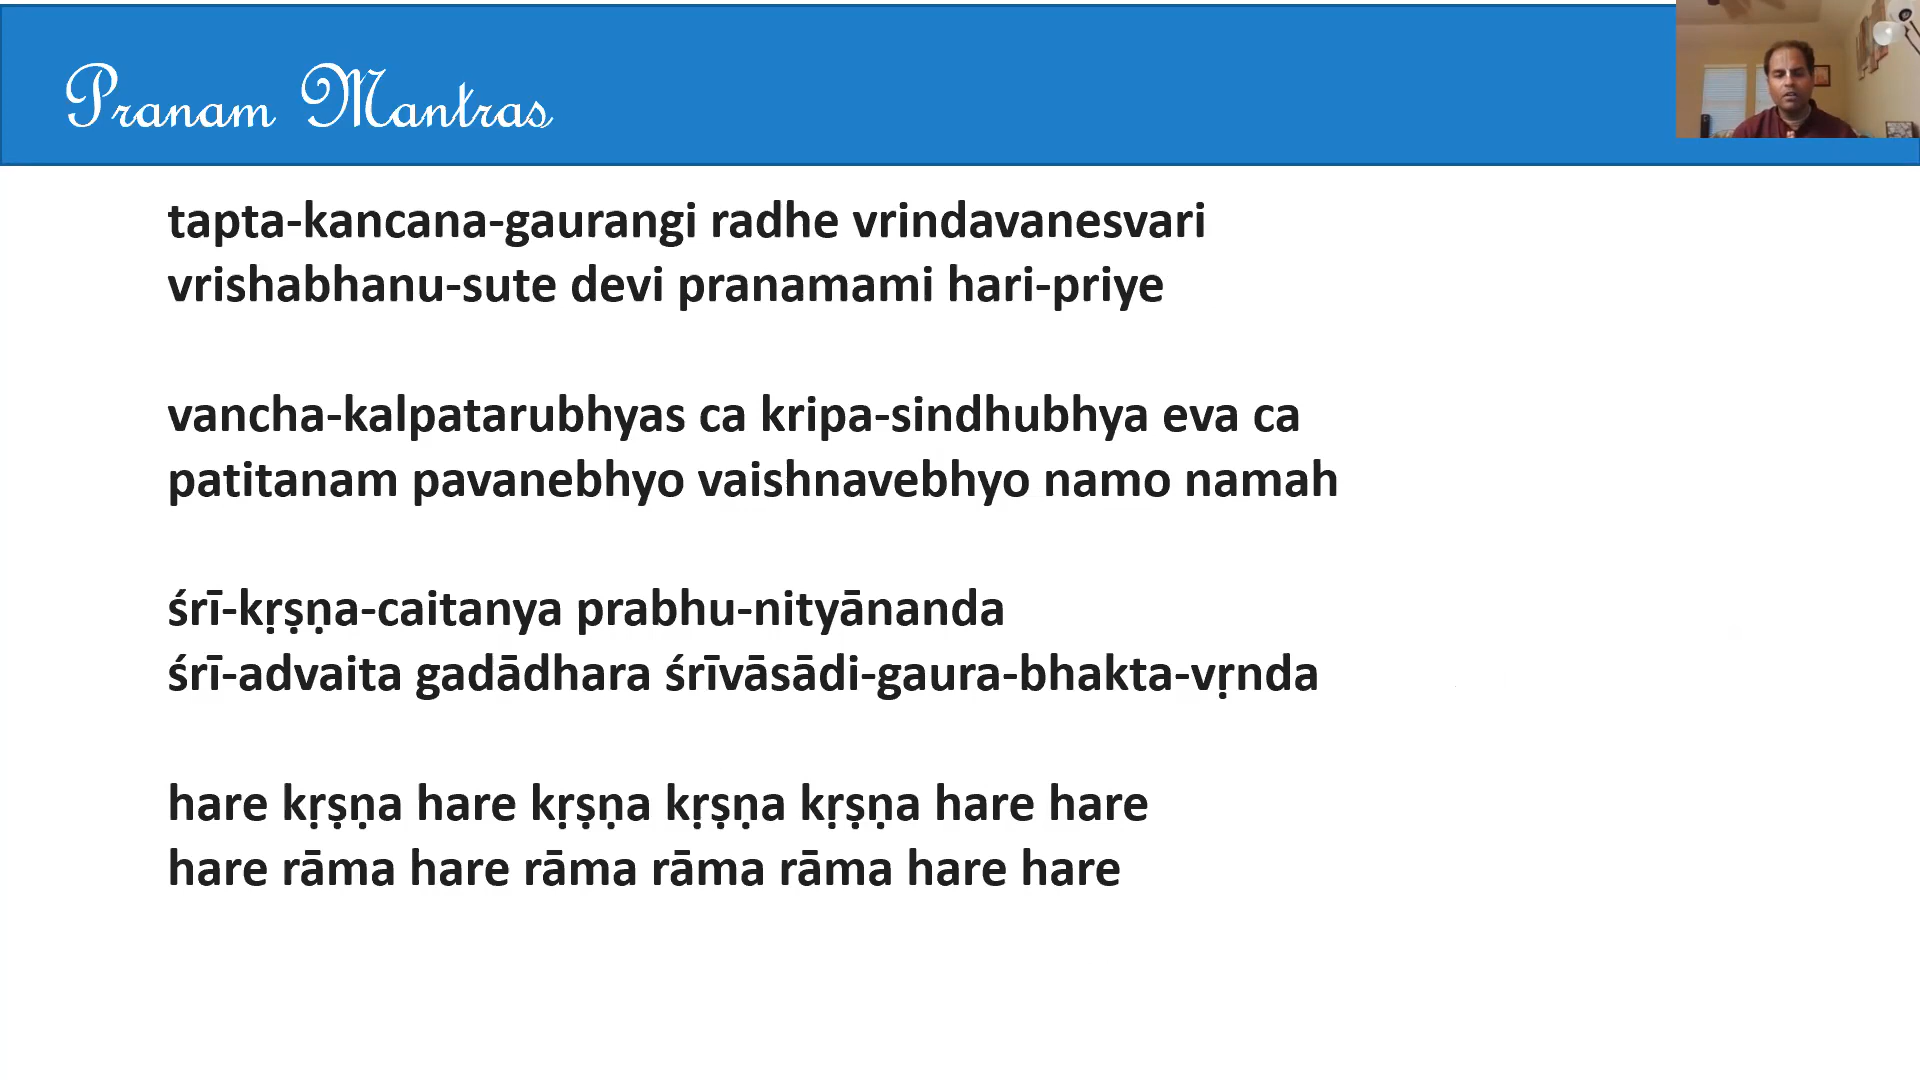 Pranam Mantras
tapta-kancana-gaurangi radhe vrindavanesvari
vrishabhanu-sute devi pranamami hari-priye
vancha-kalpatarubhyas ca kripa-sindhubhya eva ca
patitanam pavanebhyo vaishnavebhyo namo namah
śrī-kṛṣṇa-caitanya prabhu-nityānanda
śrī-advaita gadādhara śrīvāsādi-gaura-bhakta-vṛnda
hare kṛṣṇa hare kṛṣṇa kṛṣṇa kṛṣṇa hare hare
hare rāma hare rāma rāma rāma hare hare